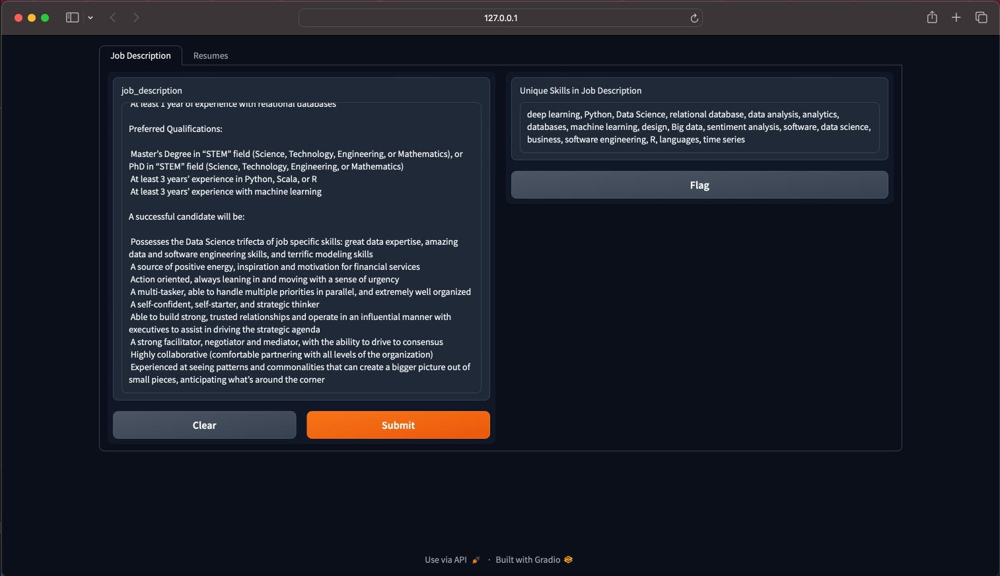 127.0.0.1
Job Description
Resumes
job_description
At least 1 year of experience with relational databases
Preferred Qualifications:
Master’s Degree in “STEM” field (Science, Technology, Engineering, or Mathematics), or
PhD in “STEM” field (Science, Technology, Engineering, or Mathematics)
At least 3 years’ experience in Python, Scala, or R
At least 3 years’ experience with machine learning
A successful candidate will be:
Possesses the Data Science trifecta of job specific skills: great data expertise, amazing
data and software engineering skills, and terrific modeling skills
A source of positive energy, inspiration and motivation for financial services
Action oriented, always leaning in and moving with a sense of urgency
A multi-tasker, able to handle multiple priorities in parallel, and extremely well organized
A self-confident, self-starter, and strategic thinker
Able to build strong, trusted relationships and operate in an influential manner with
executives to assist in driving the strategic agenda
A strong facilitator, negotiator and mediator, with the ability to drive to consensus
Highly collaborative (comfortable partnering with all levels of the organization)
Experienced at seeing patterns and commonalities that can create a bigger picture out of
small pieces, anticipating what’s around the corner
Clear
Submit
Unique Skills in Job Description
deep learning, Python, Data Science, relational database, data analysis, analytics,
databases, machine learning, design, Big data, sentiment analysis, software, data science,
business, software engineering, R, languages, time series
Flag
Use via API · Built with Gradio